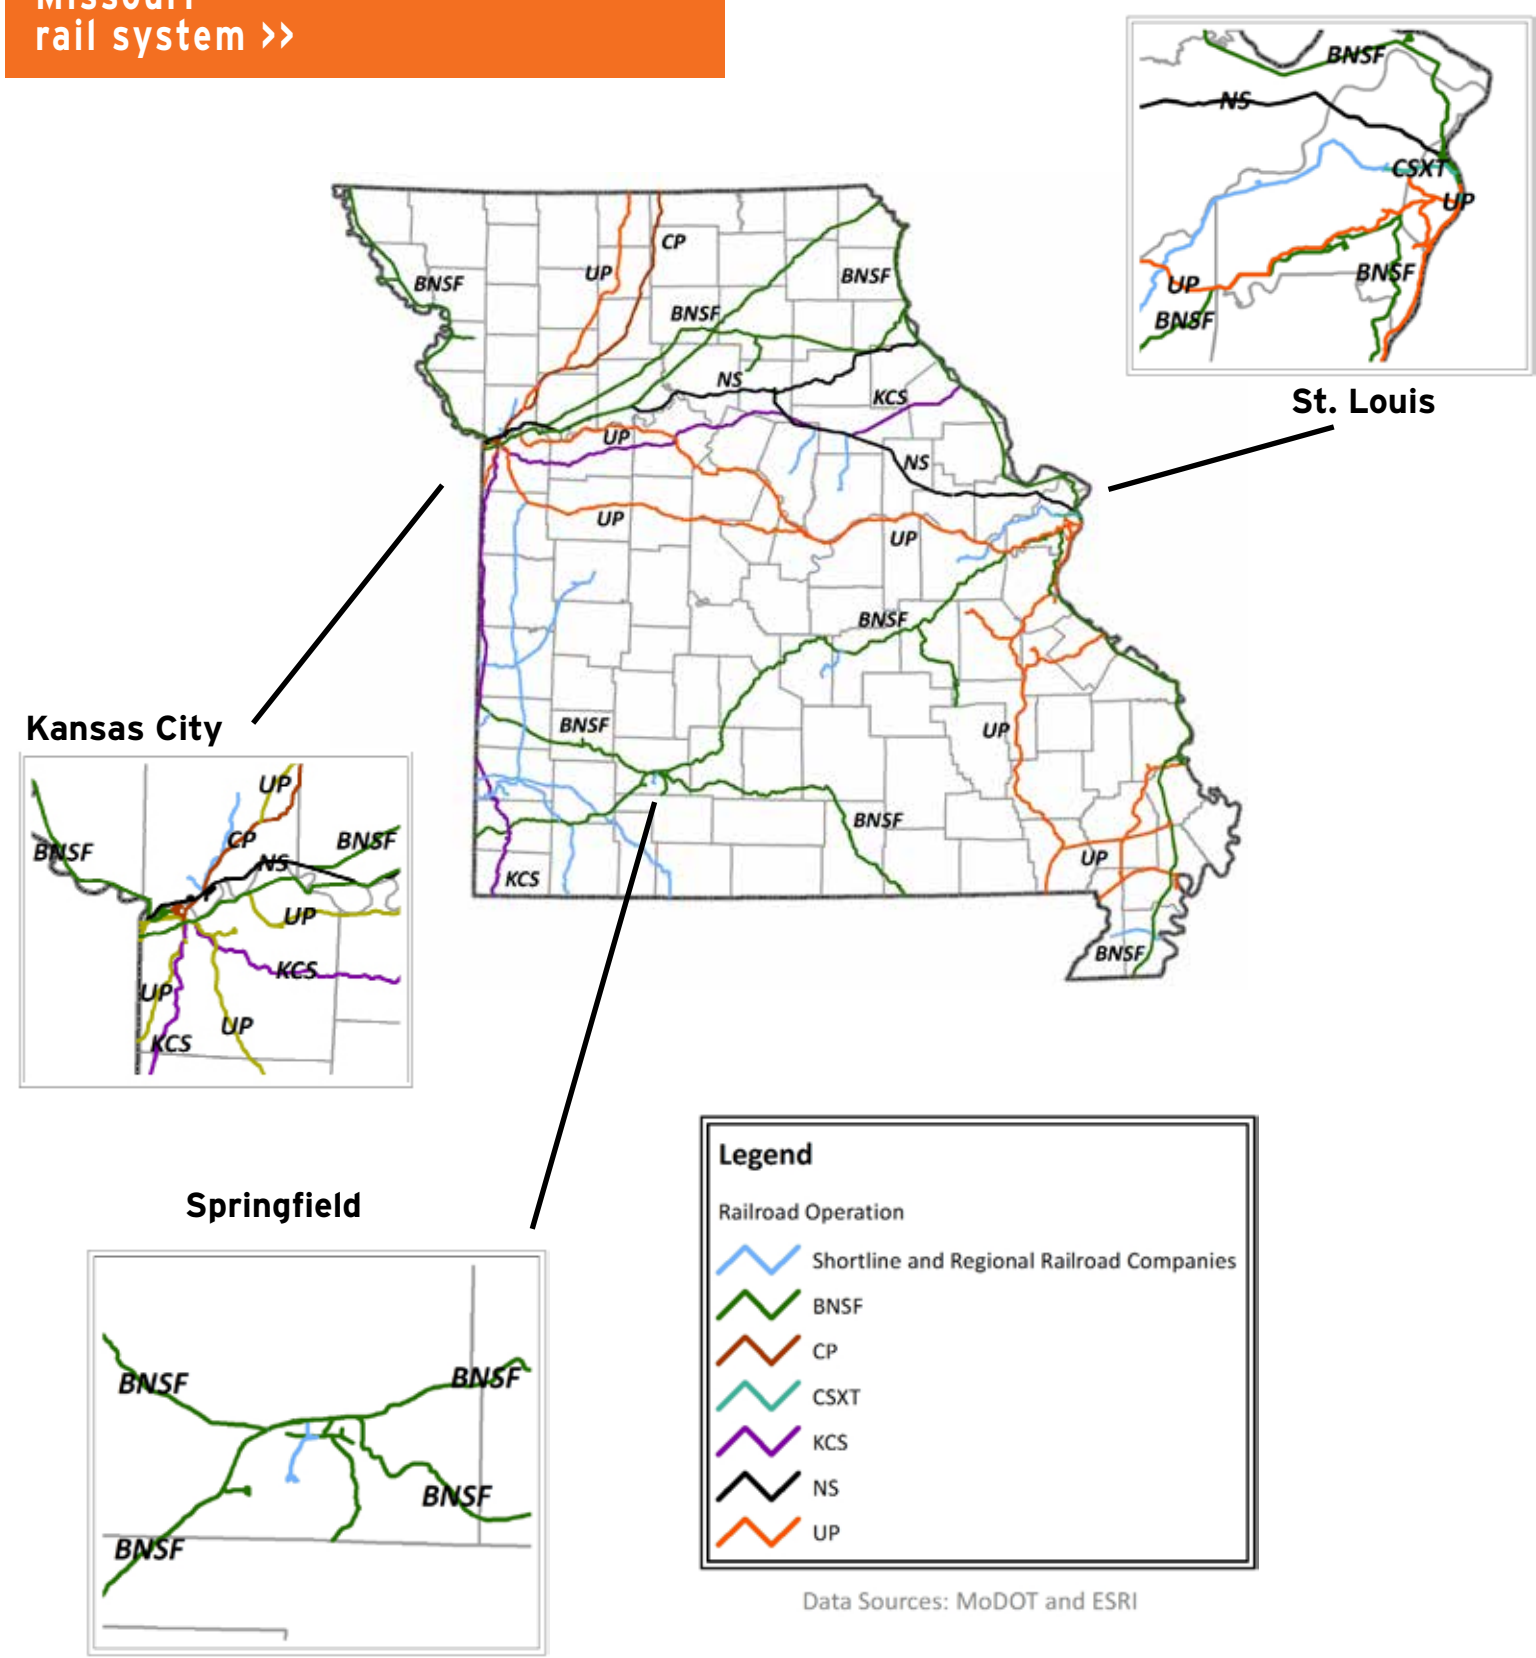 Missouri
rail system >>
BNSF
NS
CSXT
UP
BNSF
UP
BNSF
St. Louis
CP
UP
BNSF
BNSF
BNSF
NS
KCS
UP
NS
UP
UP
BNSF
BNSF
UP
BNSF
UP
KCS
BNSF
Kansas City
UP
CP
BNSF
BNSF
NS
UP
KCS
UP
UP
KCS
Springfield
BNSF
BNSF
BNSF
BNSF
Legend
Railroad Operation
Shortline and Regional Railroad Companies
BNSF
CP
CSXT
KCS
NS
UP
Data Sources: MoDOT and ESRI